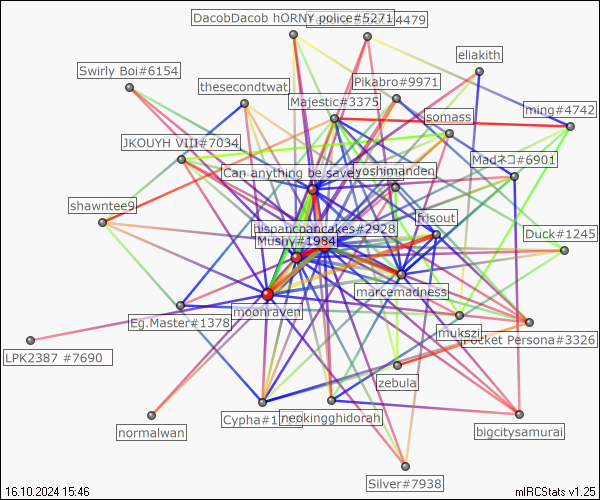 DacobDacob hORNY police#5271
4479
eliakith
Swirly Boi#6154
thesecondtwat
Pikabro#9971
Majestic#3375
ming#4742
somass
JKOUYH VIII#7034
Madネコ#6901
Can anything be save
yoshimanden
shawntee9
frisout
hispancpancakes#2928
Duck#1245
Mushy#1984
marcemadness
moonraven
Eg.Master#1378
mukszi
Pocket Persona#3326
LPK2387 #7690
zebula
Cypha#1
neokingghidorah
normalwan
bigcitysamurai
Silver#7938
16.10.2024 15:46
mIRCStats v1.25